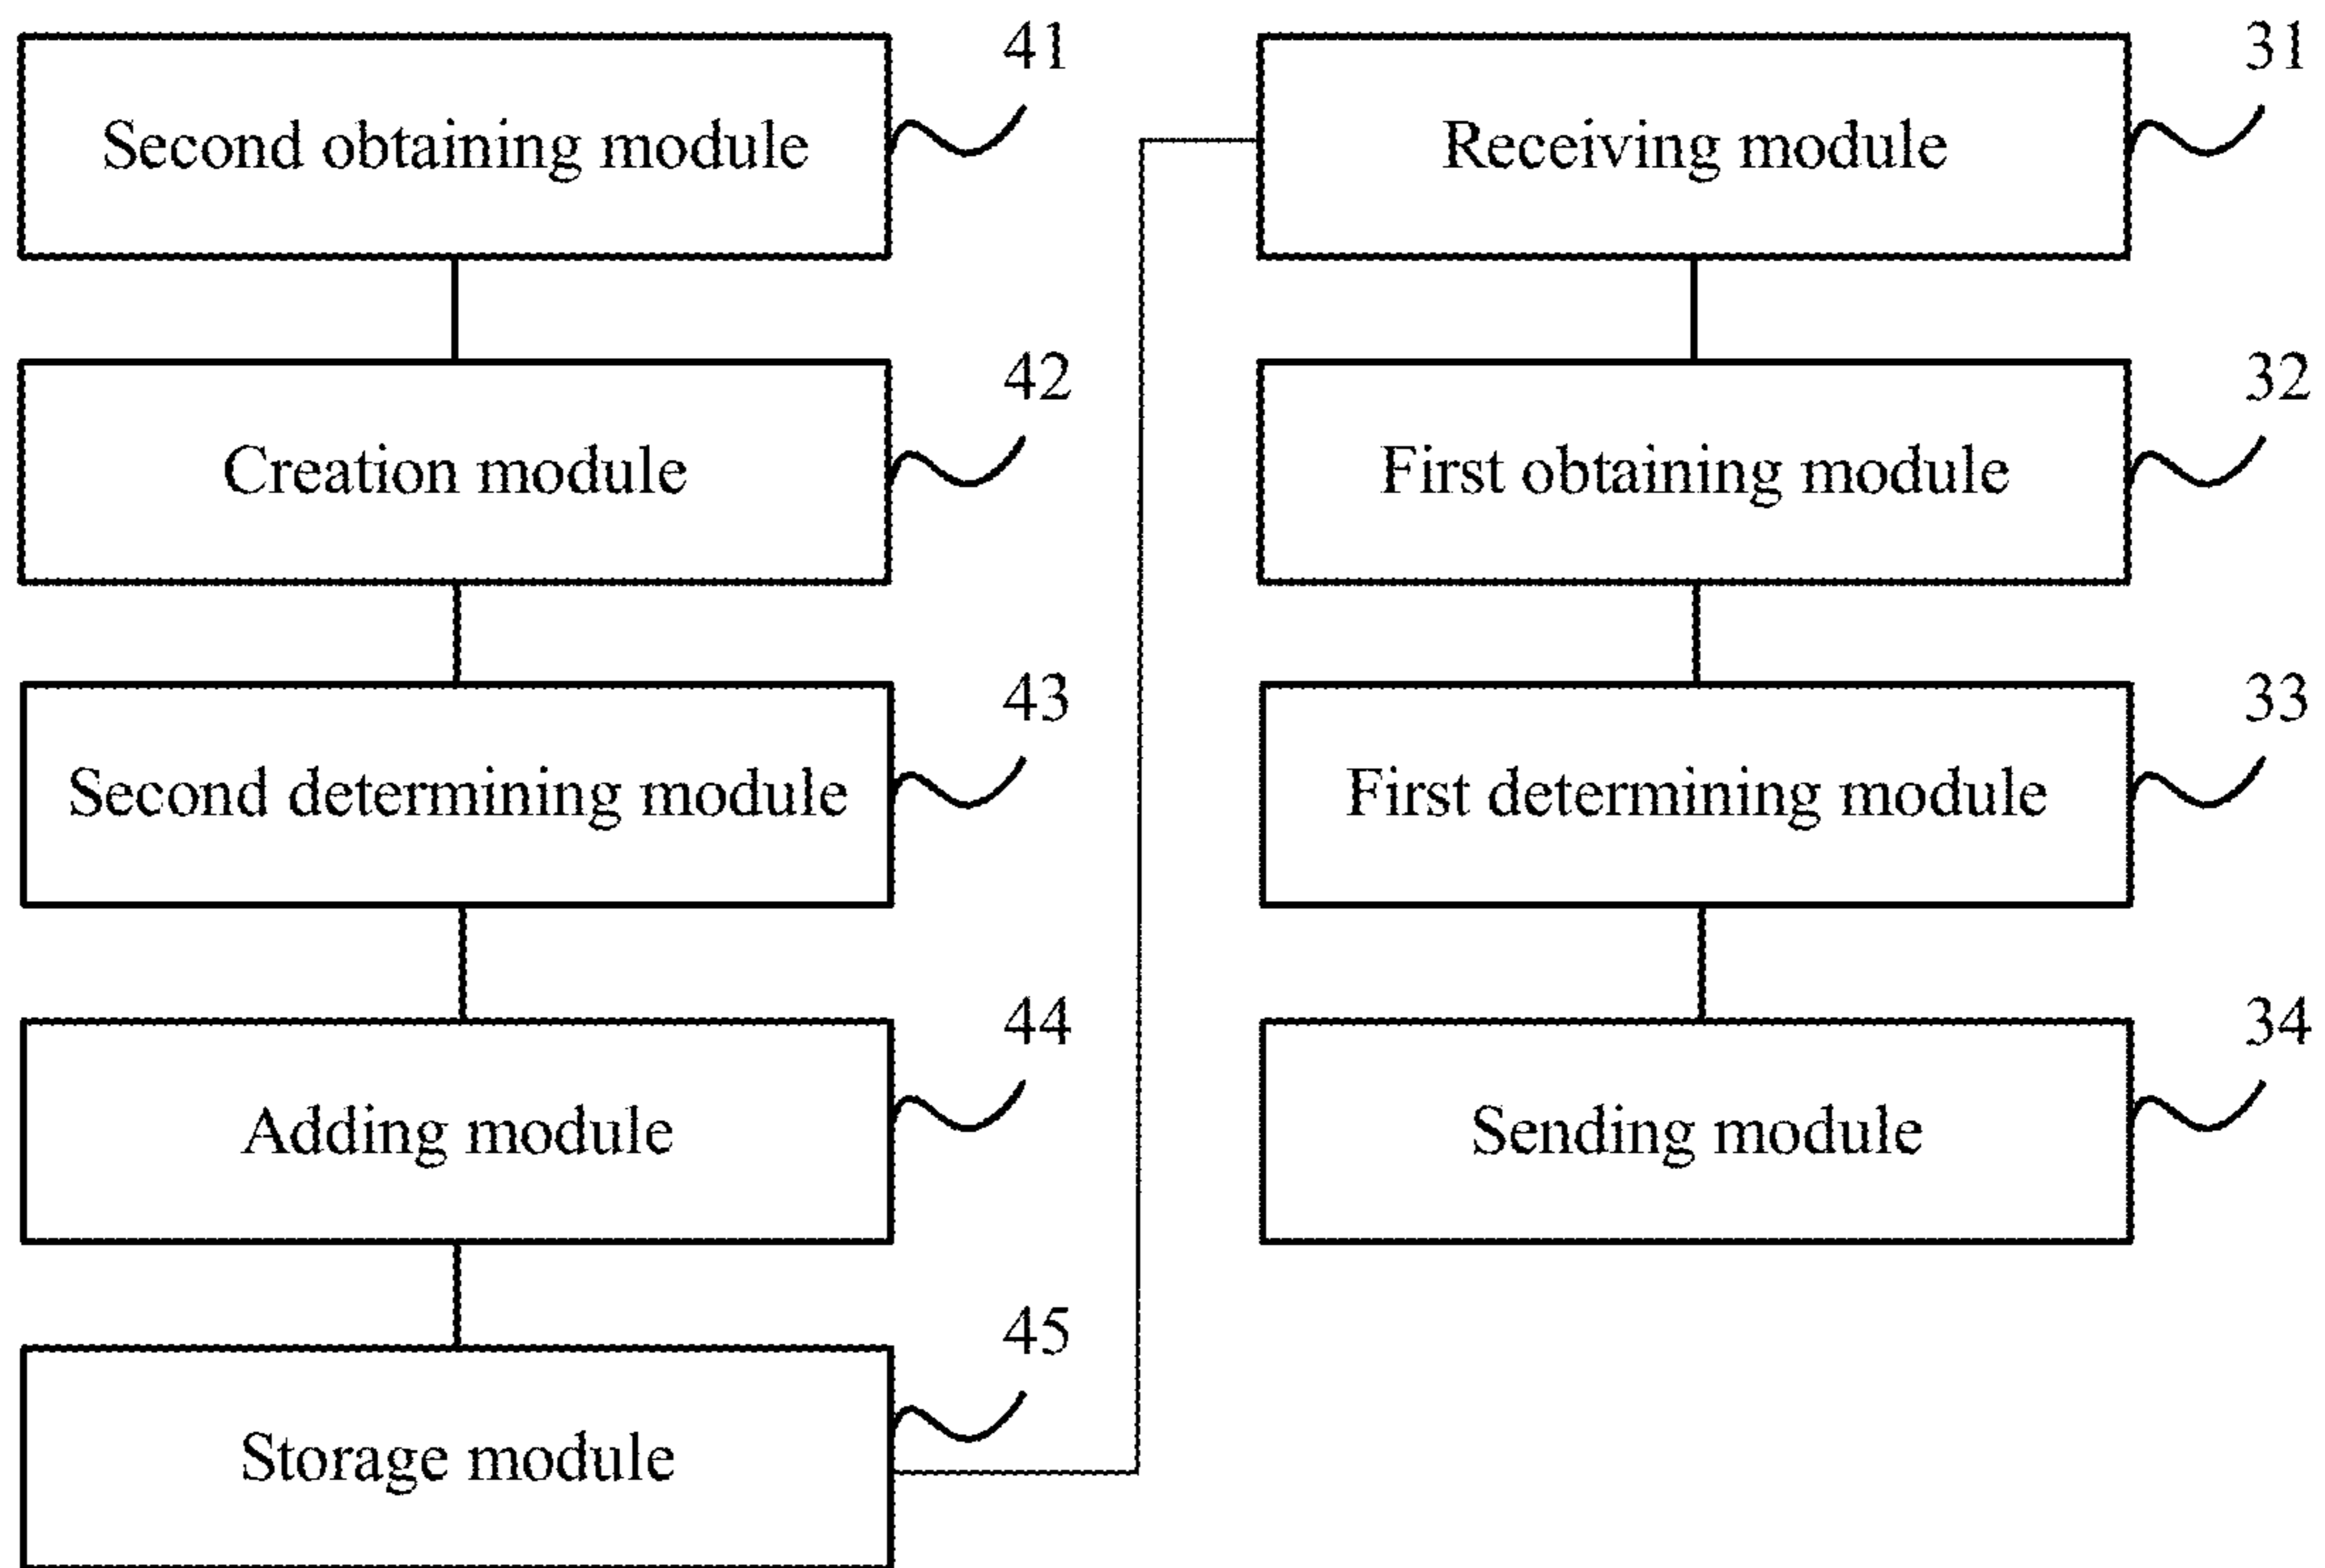 41
Second obtaining module
42
Creation module
43
Second determining module
44
Adding module
45
Storage module
31
Receiving module
32
First obtaining module
33
First determining module
34
Sending module